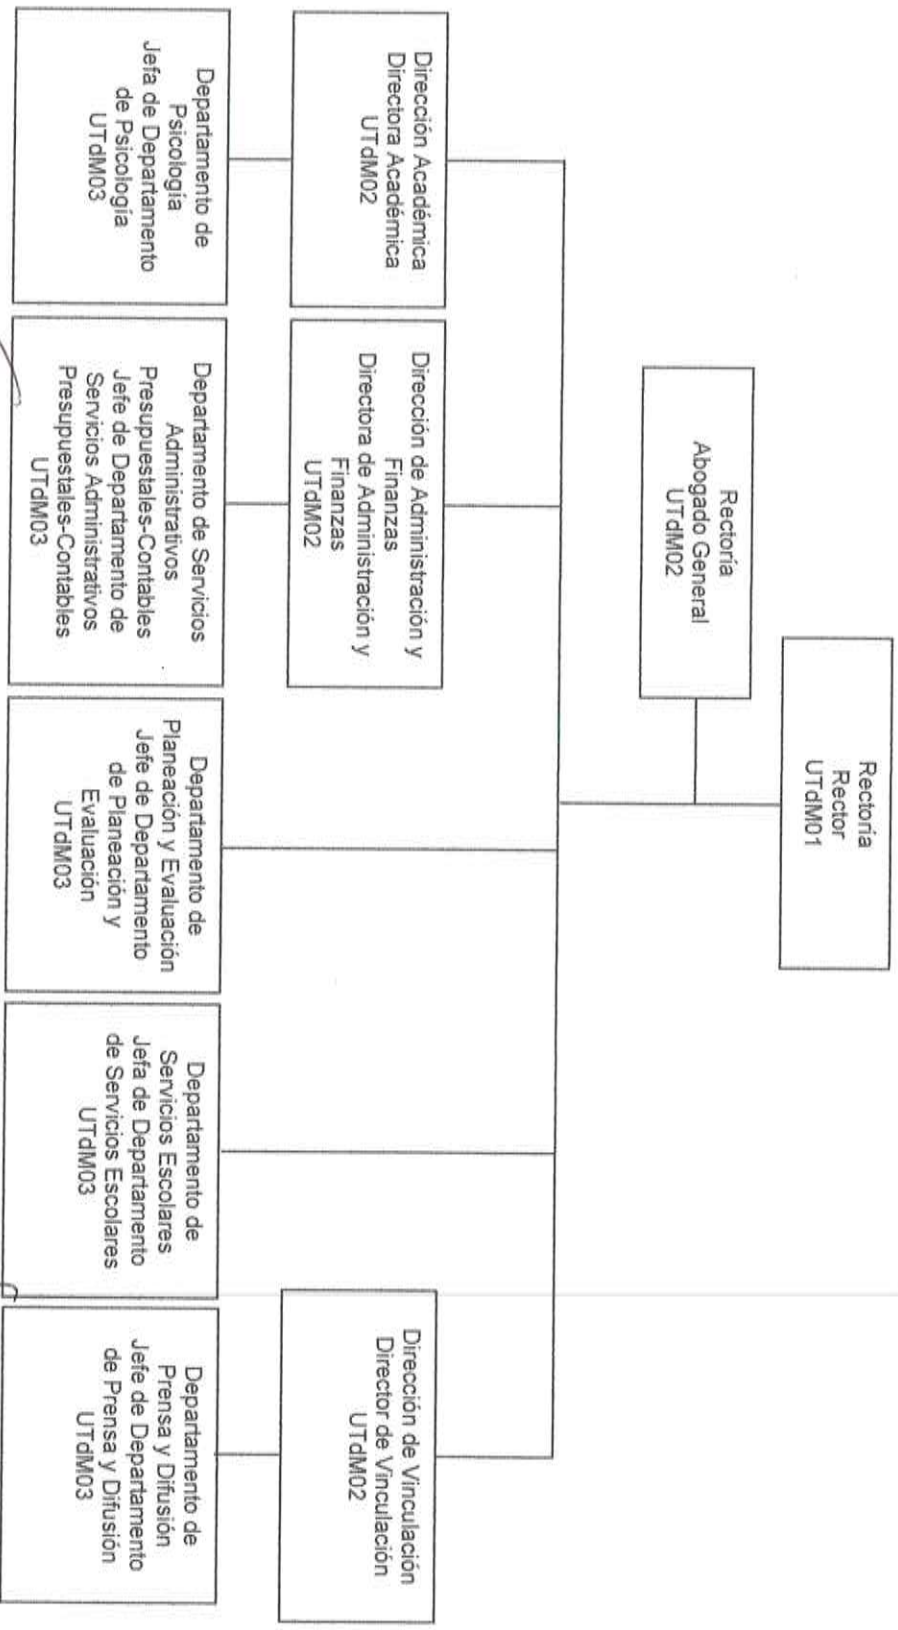 Rectoría
Rector
UTdM01
Rectoría
Abogado General
UTdM02
Dirección Académica
Directora Académica
UTdM02
Dirección de Administración y
Finanzas
Directora de Administración y
Finanzas
UTdM02
Dirección de Vinculación
Director de Vinculación
UTdM02
Departamento de
Psicología
Jefa de Departamento
de Psicología
UTdM03
Departamento de Servicios
Administrativos
Presupuestales-Contables
Jefe de Departamento de
Servicios Administrativos
Presupuestales-Contables
UTdM03
Departamento de
Planeación y Evaluación
Jefe de Departamento
de Planeación y
Evaluación
UTdM03
Departamento de
Servicios Escolares
Jefa de Departamento
de Servicios Escolares
UTdM03
Departamento de
Prensa y Difusión
Jefe de Departamento
de Prensa y Difusión
UTdM03